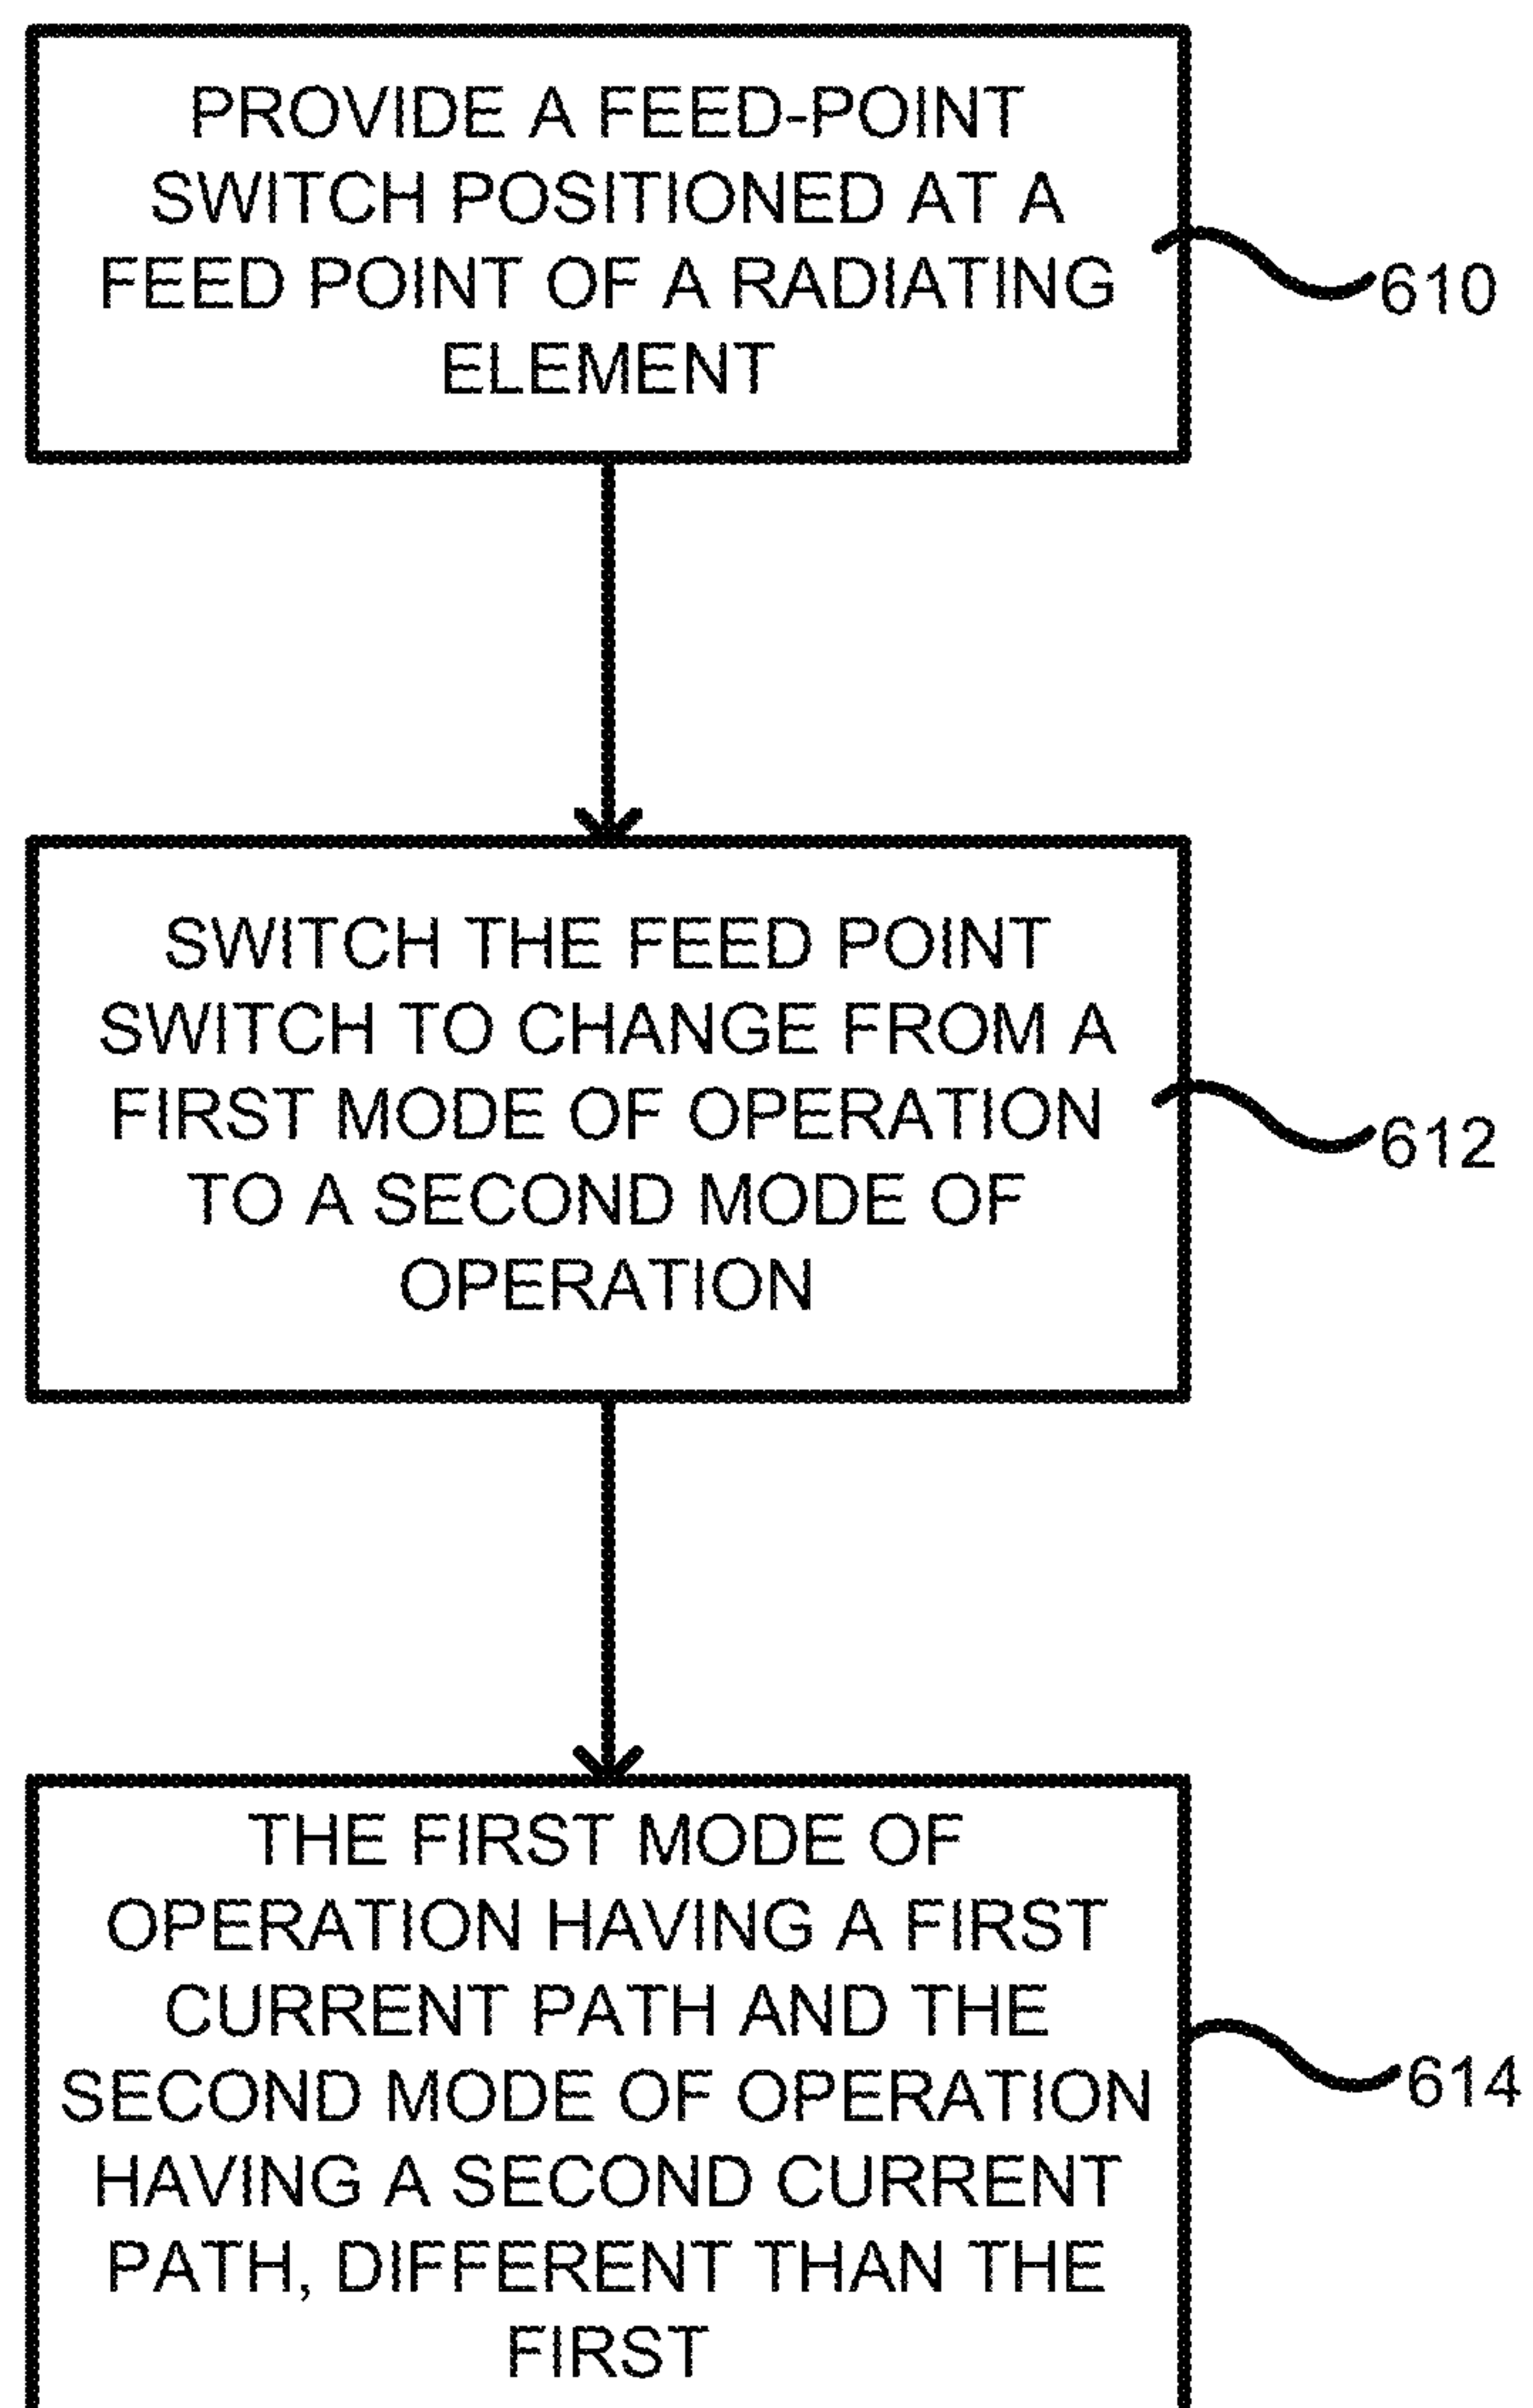 PROVIDE A FEED-POINT
SWITCH POSITIONED AT A
FEED POINT OF A RADIATING
ELEMENT
610
SWITCH THE FEED POINT
SWITCH TO CHANGE FROM A
FIRST MODE OF OPERATION
TO A SECOND MODE OF
OPERATION
612
THE FIRST MODE OF
OPERATION HAVING A FIRST
CURRENT PATH AND THE
SECOND MODE OF OPERATION
HAVING A SECOND CURRENT
PATH, DIFFERENT THAN THE
FIRST
614